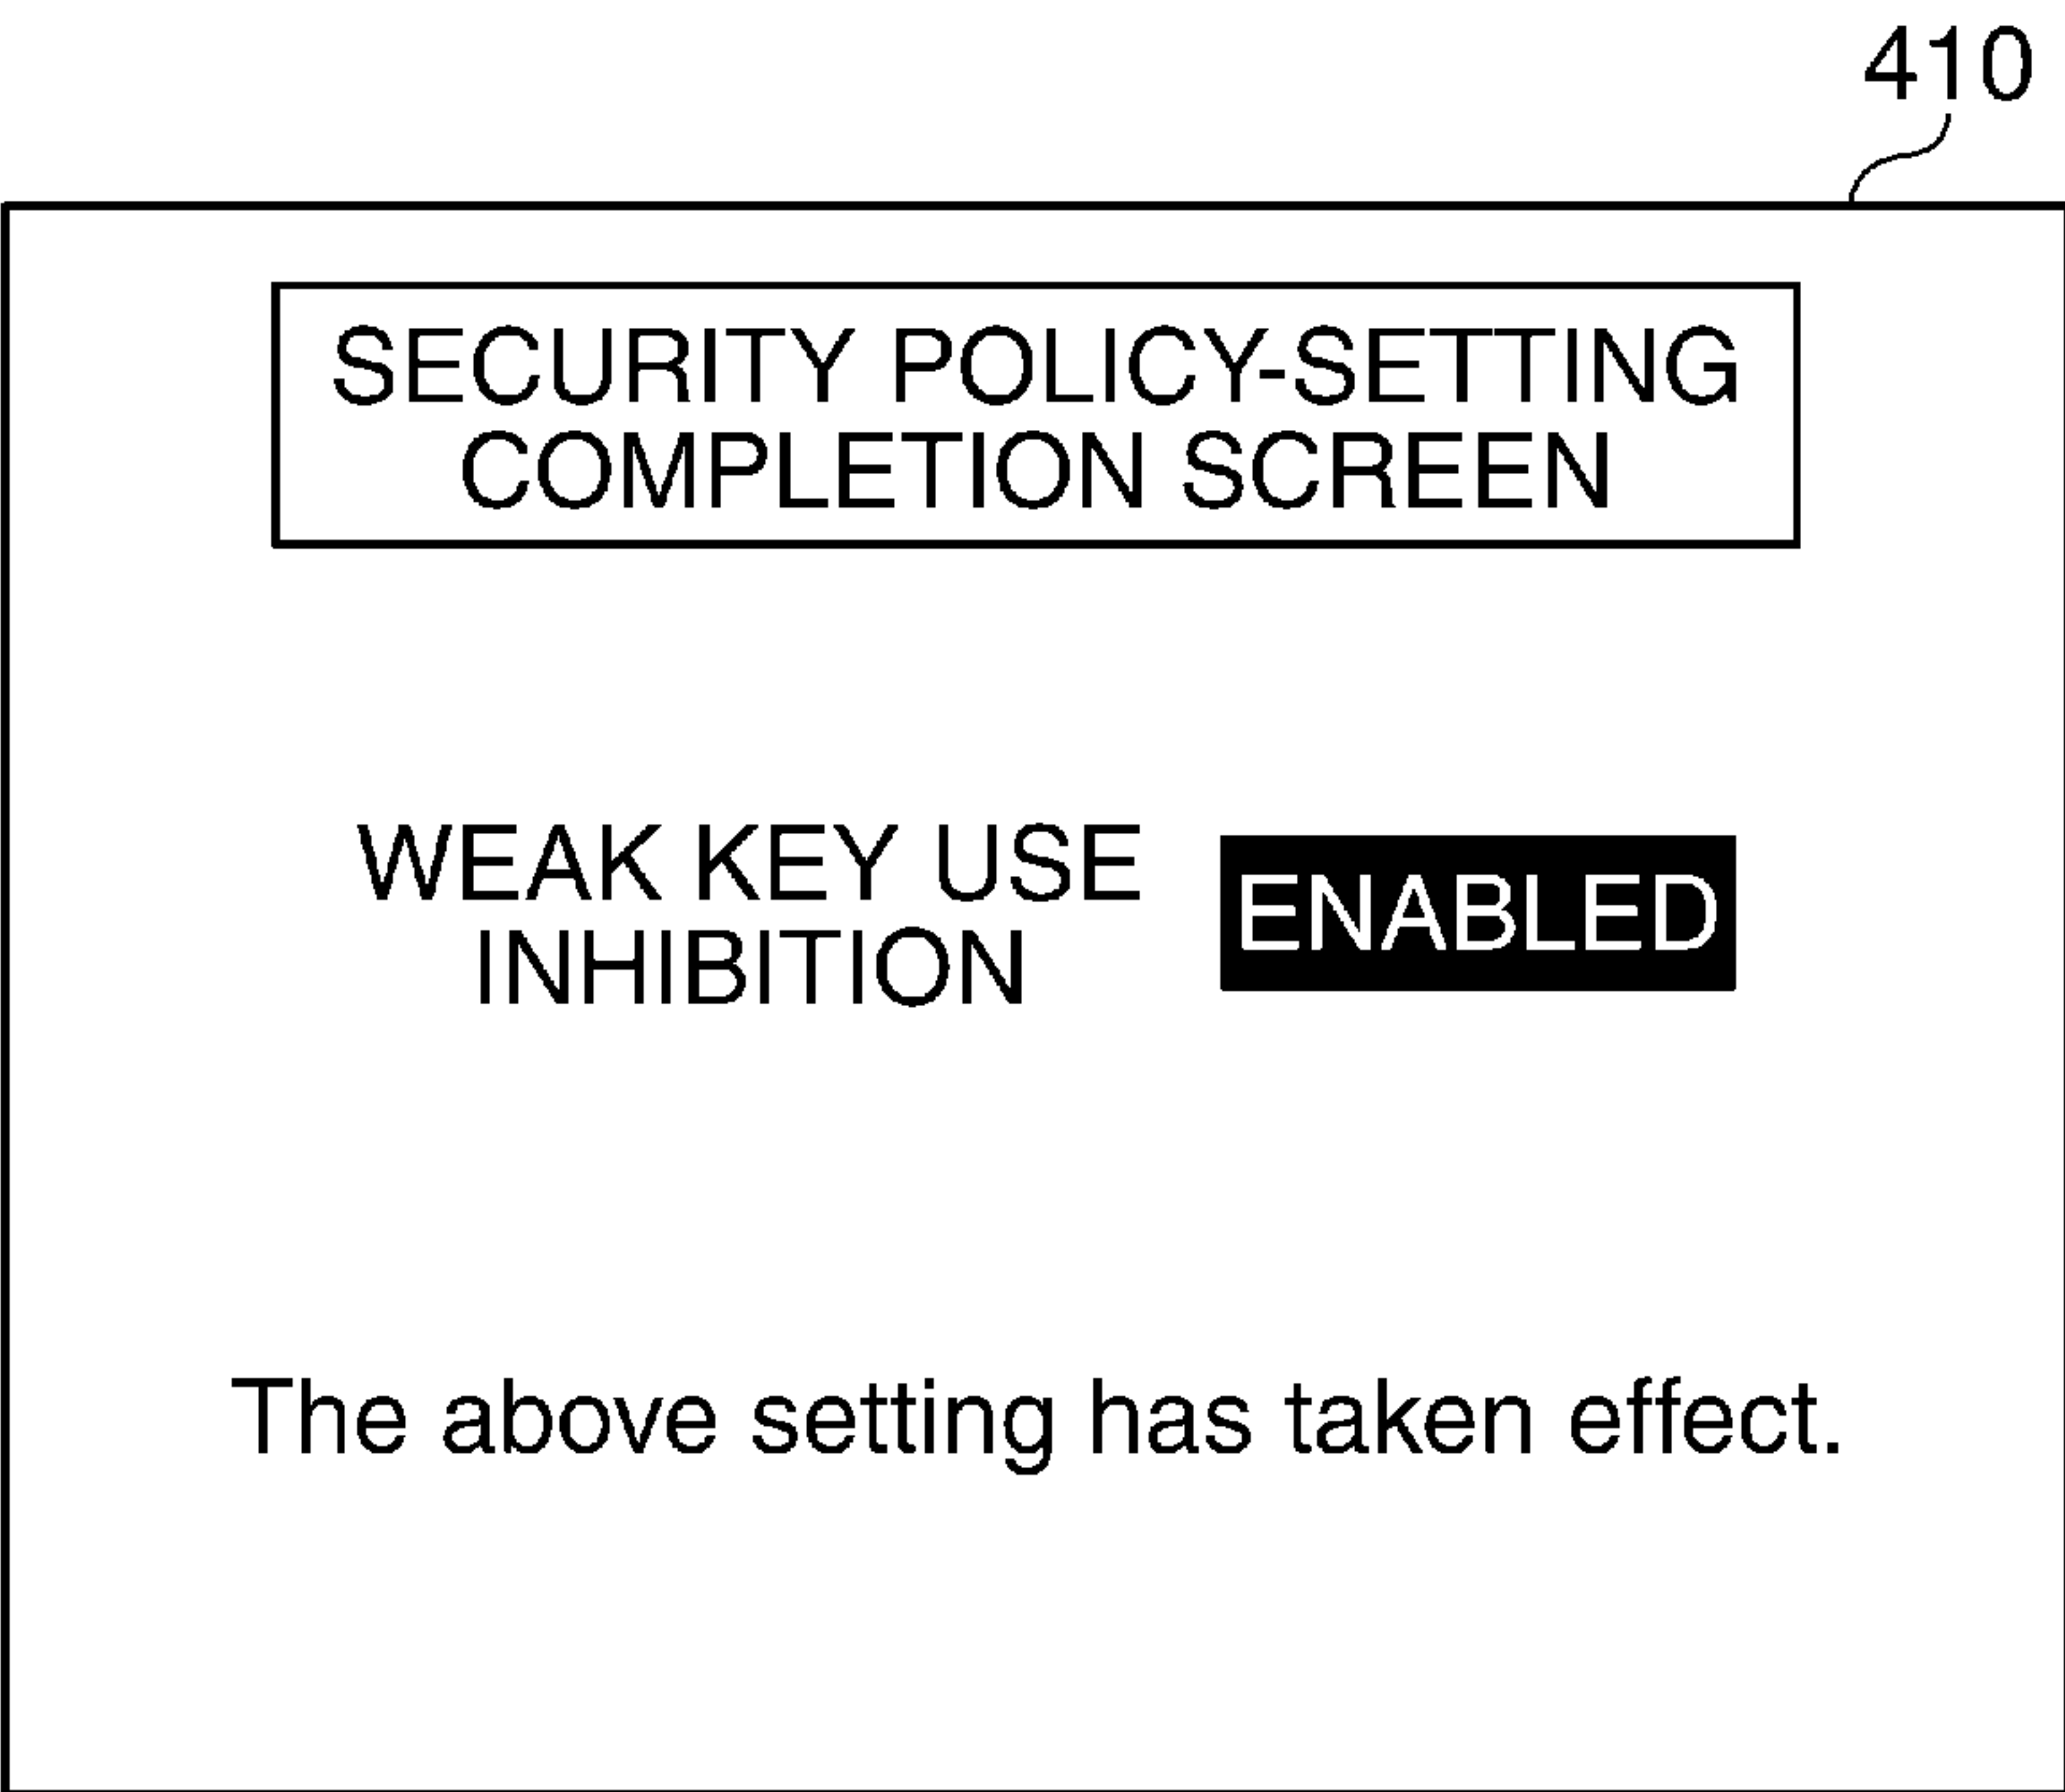 410
SECURITY POLICY-SETTING
COMPLETION SCREEN
WEAK KEY USE
INHIBITION
ENABLED
The above setting has taken effect.